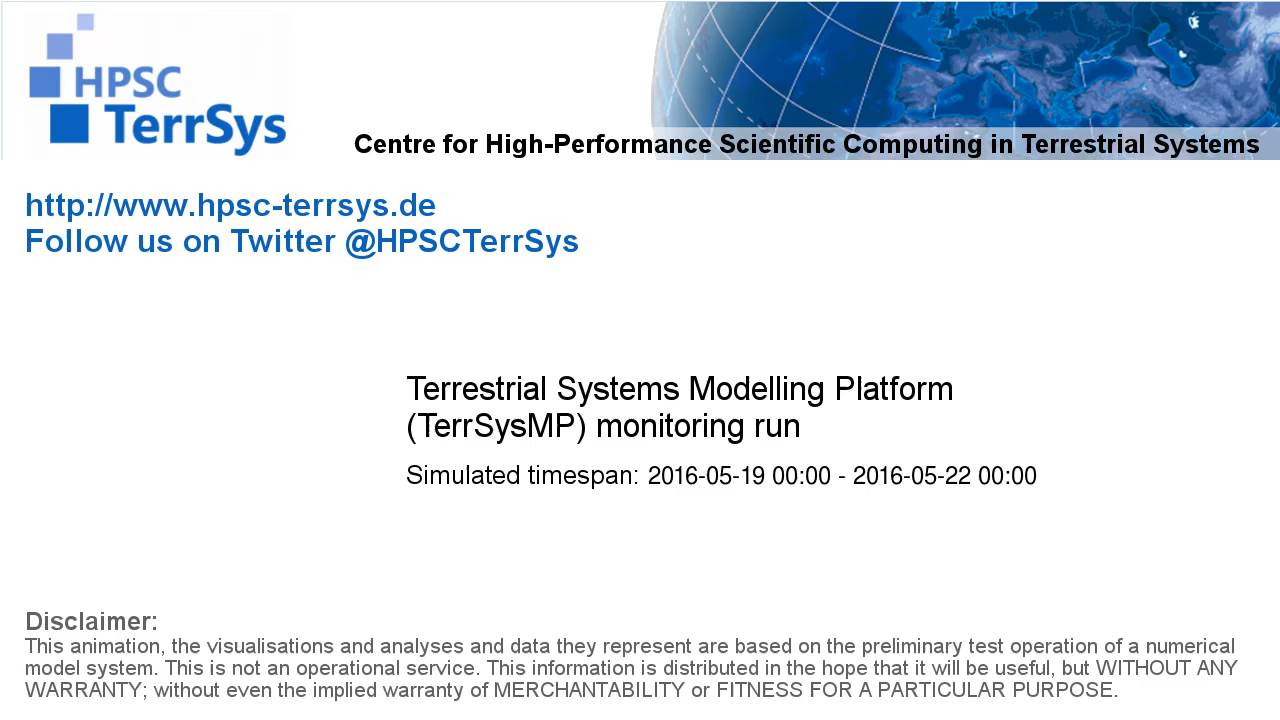 HPSC
TerrSys
Centre for High-Performance Scientific Computing in Terrestrial Systems
http://www.hpsc-terrsys.de
Follow us on Twitter @HPSCTerrSys
Terrestrial Systems Modelling Platform
(TerrSysMP) monitoring run
Simulated timespan: 2016-05-19 00:00 - 2016-05-22 00:00
Disclaimer:
This animation, the visualisations and analyses and data they represent are based on the preliminary test operation of a numerical
model system. This is not an operational service. This information is distributed in the hope that it will be useful, but WITHOUT ANY
WARRANTY; without even the implied warranty of MERCHANTABILITY or FITNESS FOR A PARTICULAR PURPOSE.